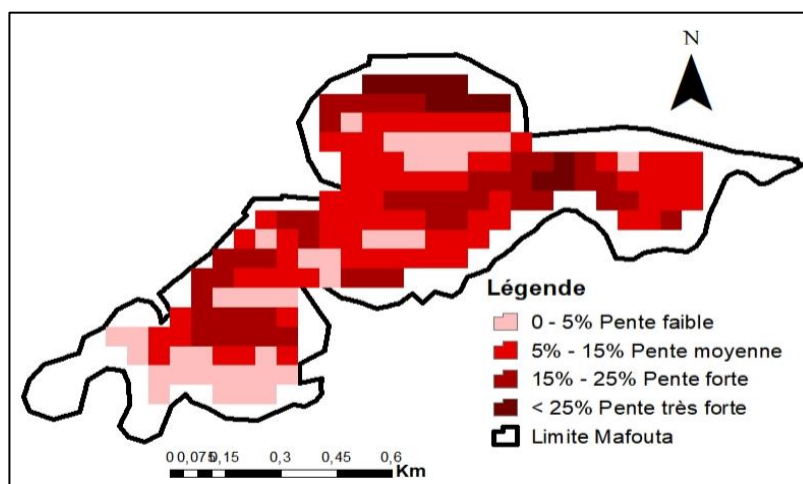 N
Légende
0 - 5% Pente faible
5% - 15% Pente moyenne
15% - 25% Pente forte
< 25% Pente très forte
Limite Mafouta
0 0,075 0,15 0,3 0,45 0,6
Km